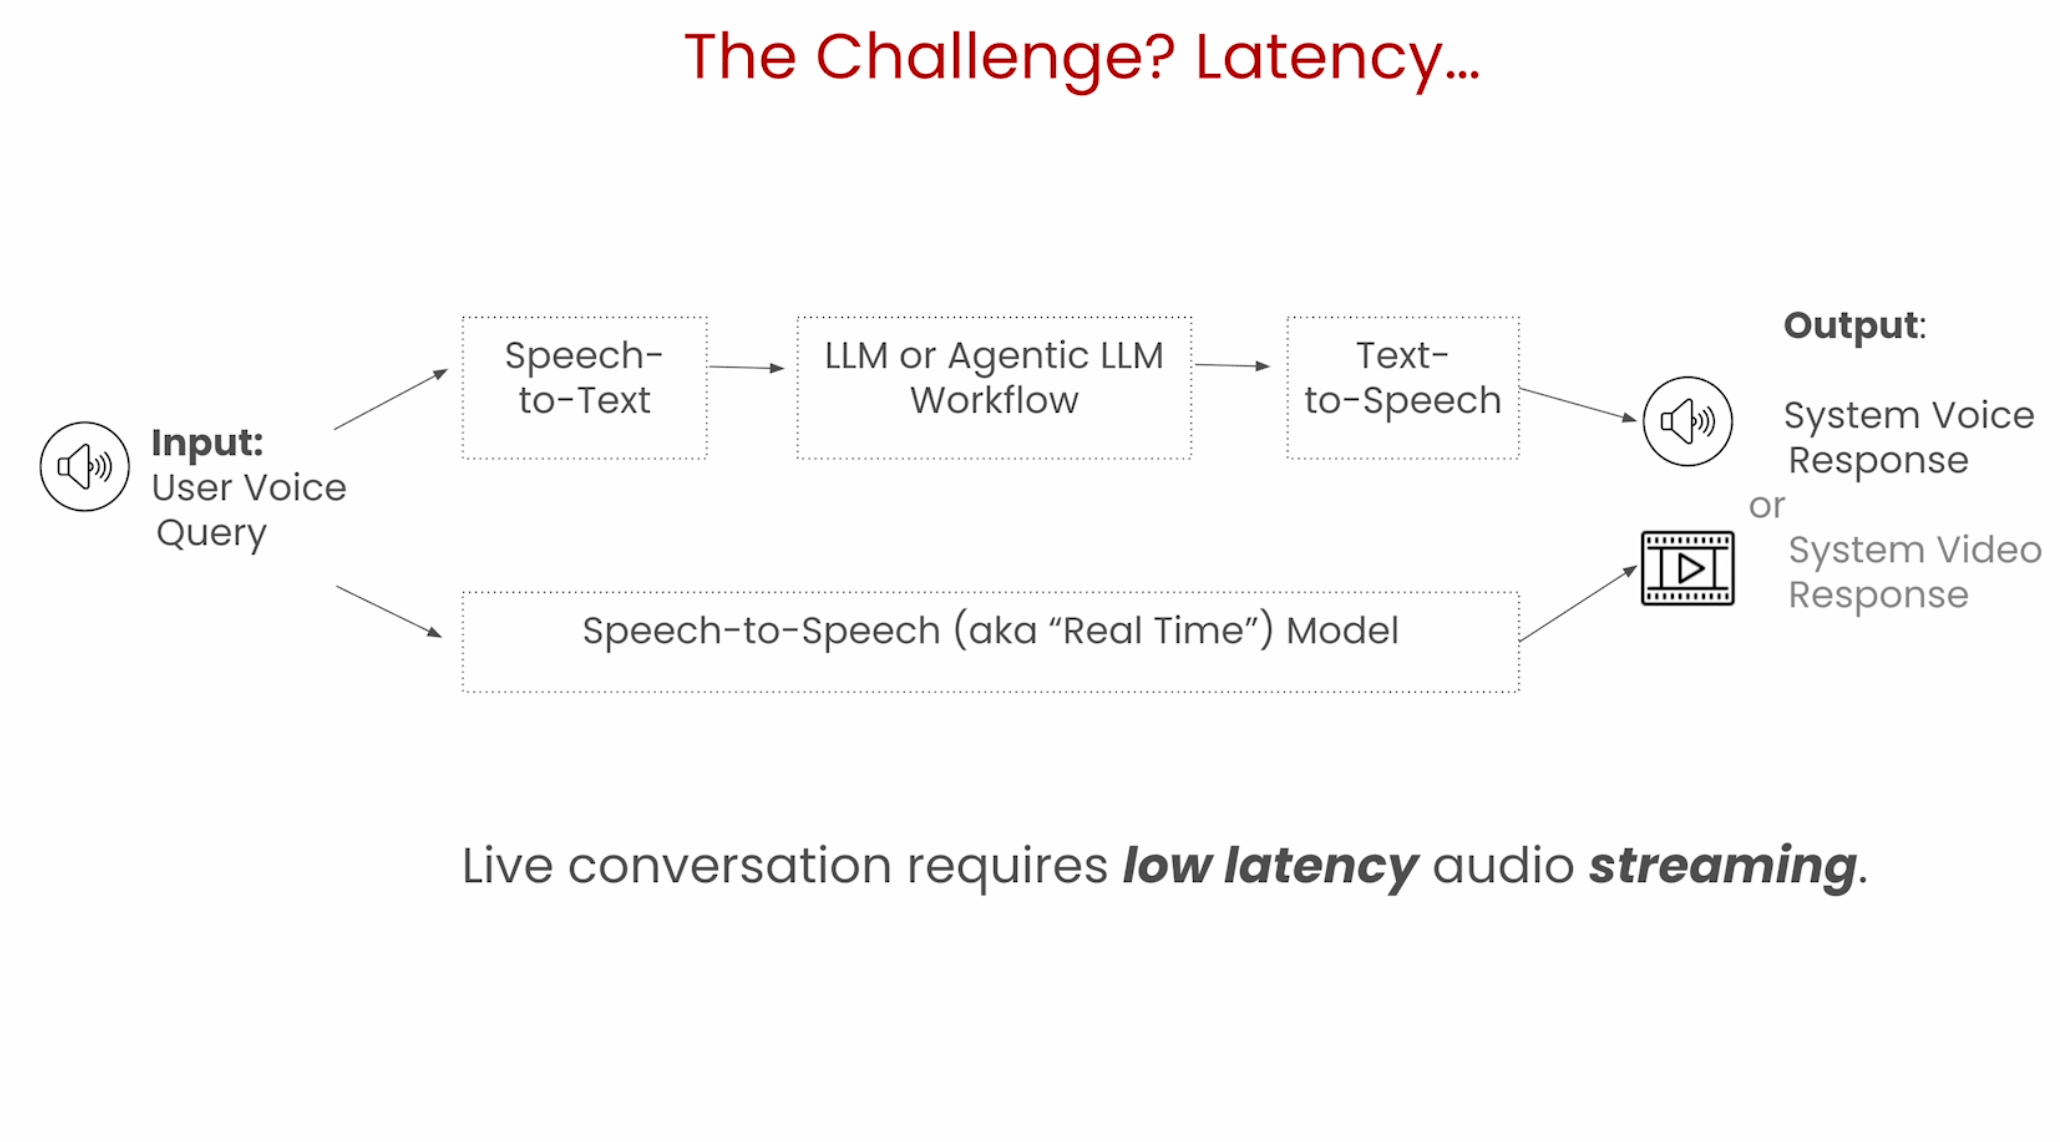 The Challenge? Latency...
Input:
User Voice
Query
Speech-
to-Text
LLM or Agentic LLM
Workflow
Text-
to-Speech
Speech-to-Speech (aka “Real Time”) Model
Output:
System Voice
Response
or
System Video
Response
Live conversation requires low latency audio streaming.